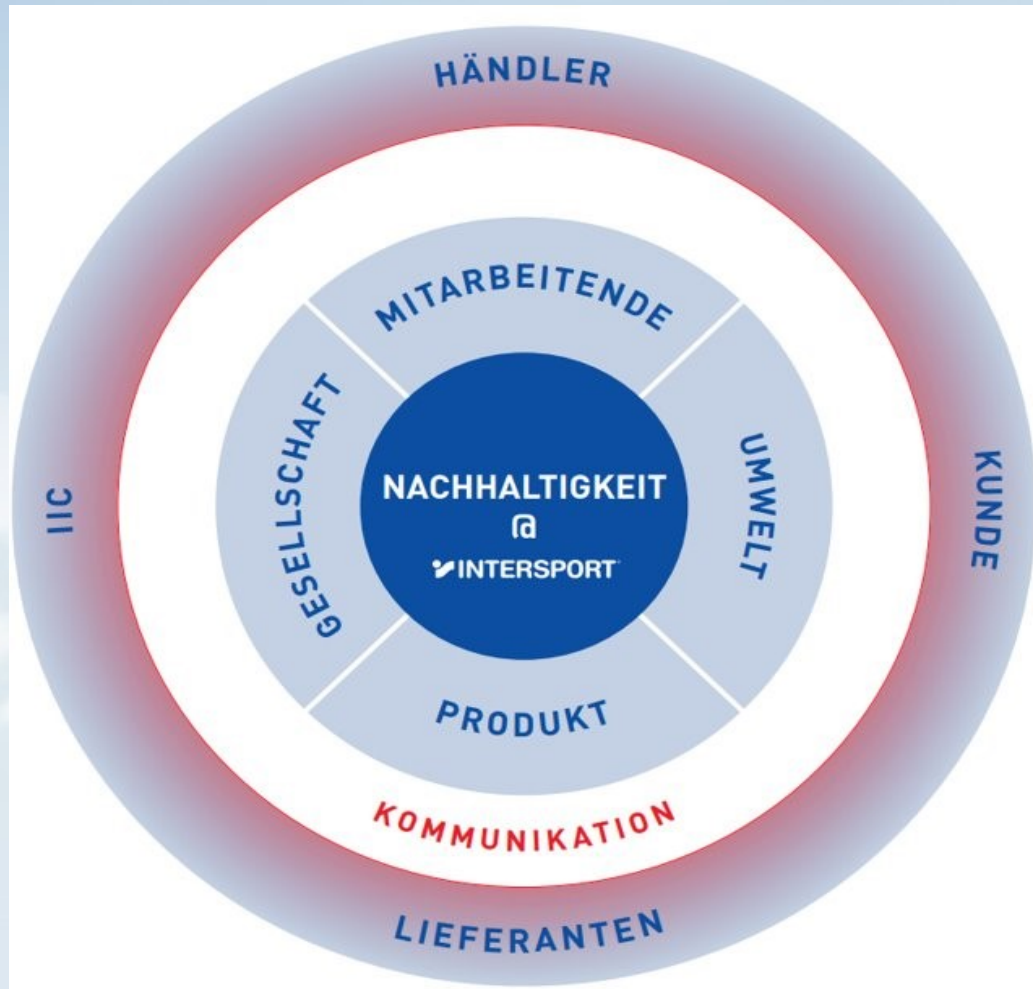 HÄNDLER
MITARBEITENDE
GESELLSCHAFT
UMWELT
IIC
KUNDE
NACHHALTIGKEIT
@
INTERSPORT
PRODUKT
KOMMUNIKATION
LIEFERANTEN